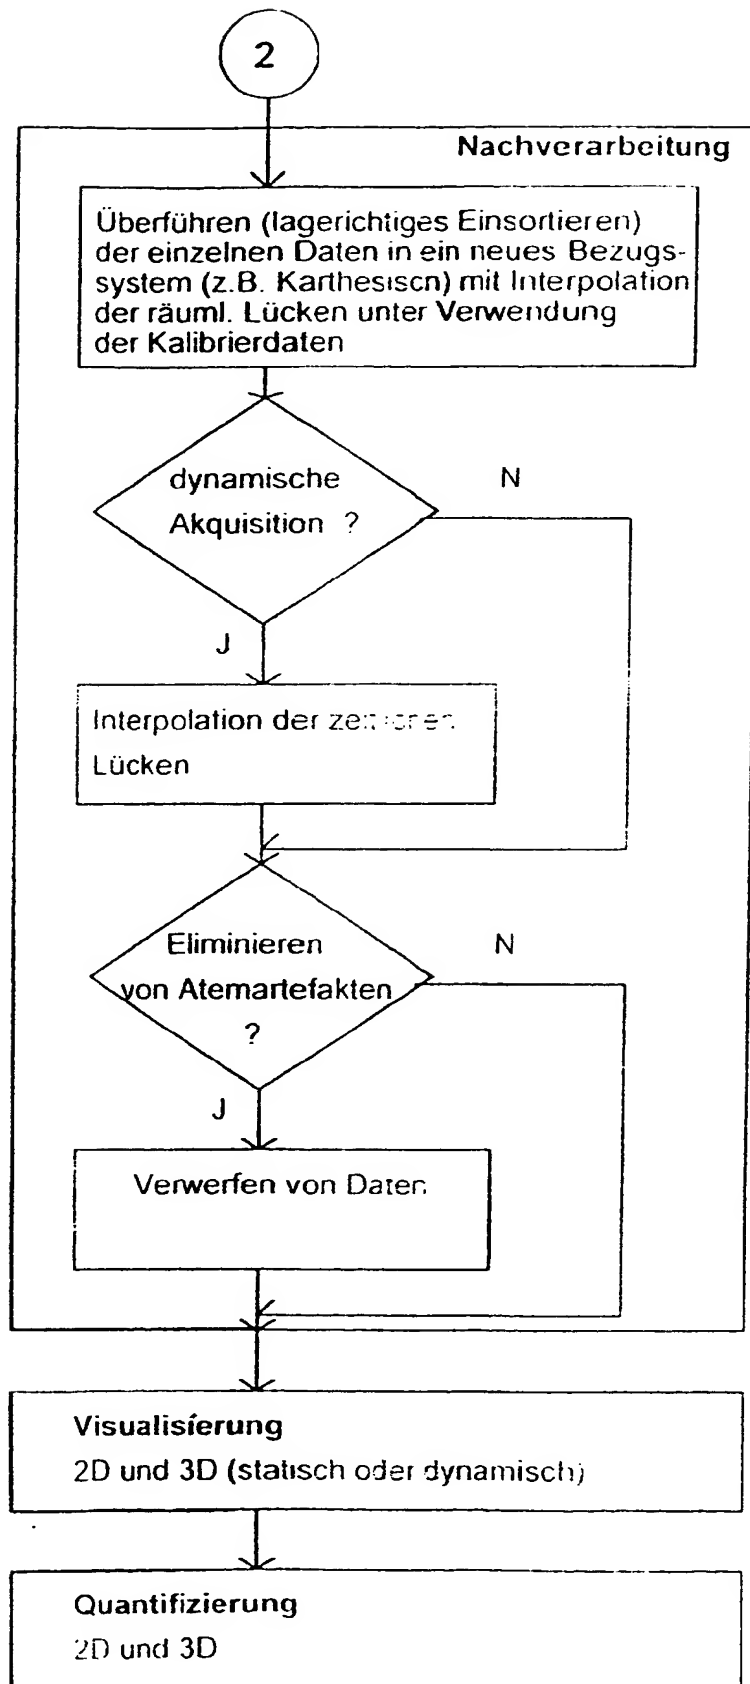 2
Nachverarbeitung
Überführen (lagerichtiges Einsortieren)
der einzelnen Daten in ein neues Bezugs-
system (z.B. Karthesiscn) mit Interpolation
der räuml. Lücken unter Verwendung
der Kalibrierdaten
dynamische
N
Akquisition ?
J
Interpolation der
Lücken
Eliminieren
N
von Atemartefakten
?
J
Verwerfen von Daten
Visualisierung
2D und 3D (statisch oder dynamisch)
Quantifizierung
2D und 3D